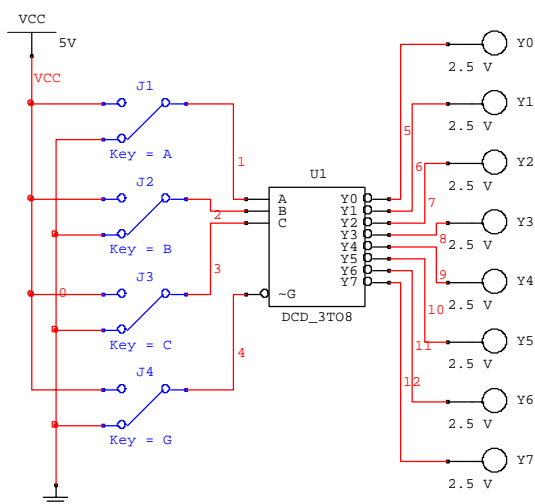 VCC
5V
VCC
J1
Key = A
1
J2
2
Key = B
J3
3
0
Key = C
J4
4
Key = G
U1
A
B
C
~G
Y0
Y1
Y2
Y3
Y4
Y5
Y6
Y7
DCD_3TO8
5
6
7
8
9
10
11
12
Y0
2.5 V
Y1
2.5 V
Y2
2.5 V
Y3
2.5 V
Y4
2.5 V
Y5
2.5 V
Y6
2.5 V
Y7
2.5 V